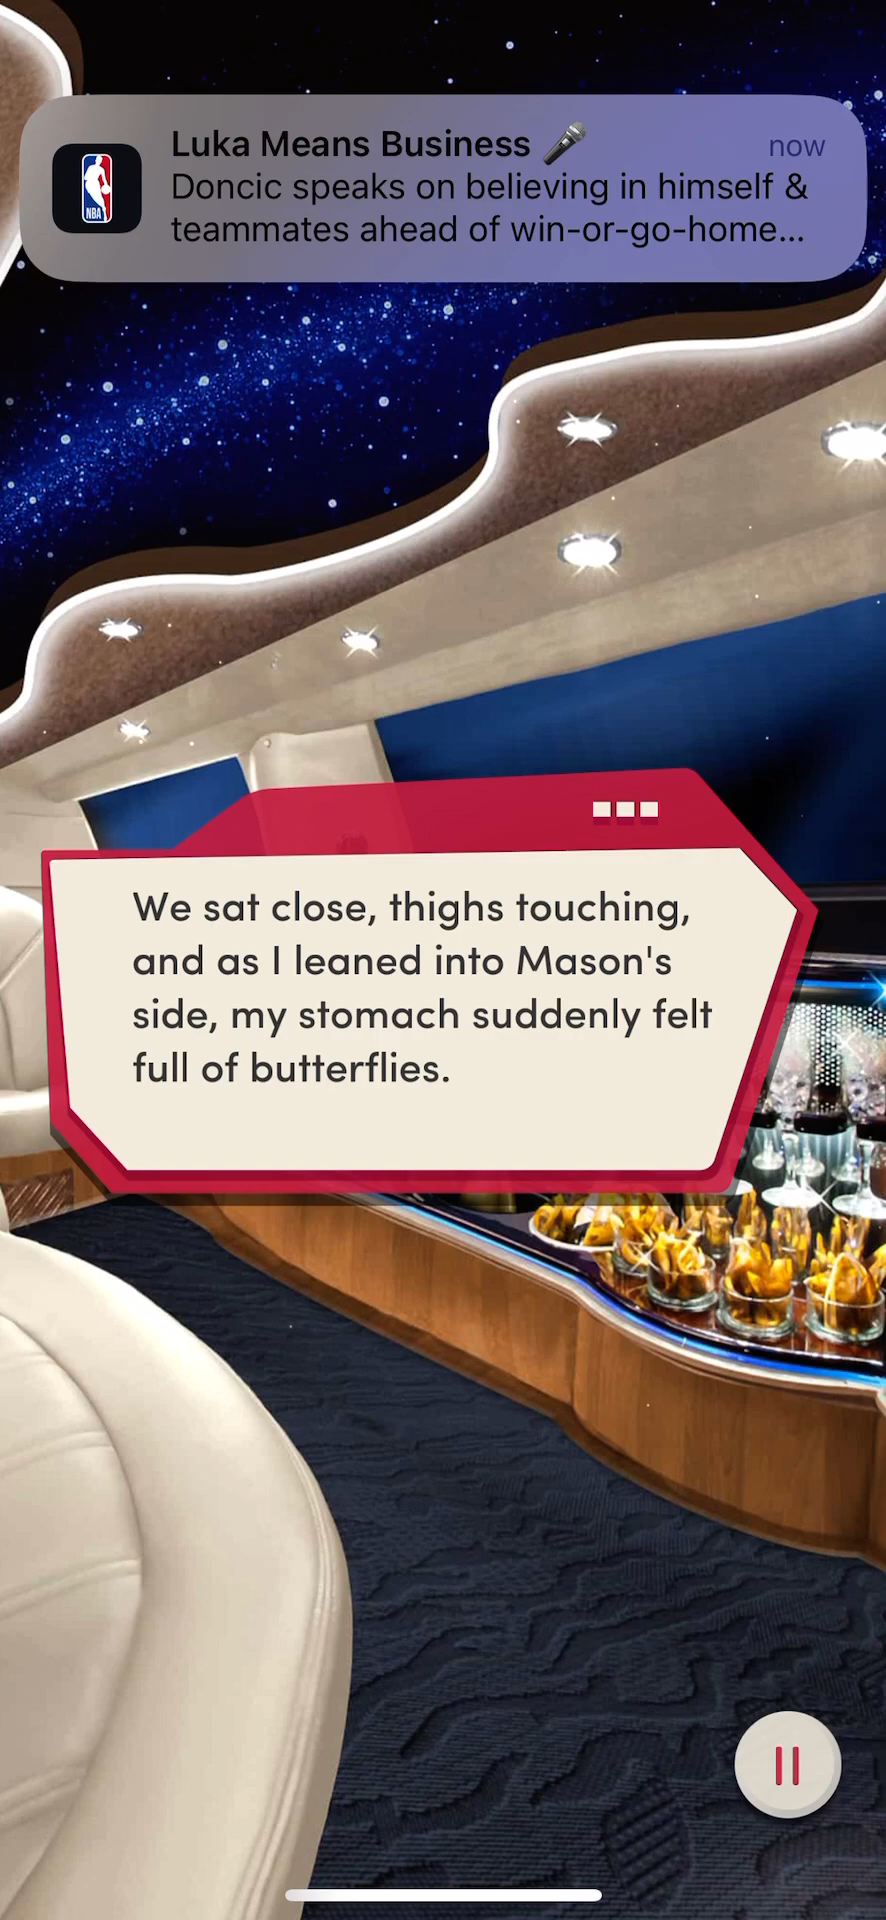 Luka Means Business 🎤
now
Doncic speaks on believing in himself &
teammates ahead of win-or-go-home...
NBA
We sat close, thighs touching,
and as I leaned into Mason's
side, my stomach suddenly felt
full of butterflies.